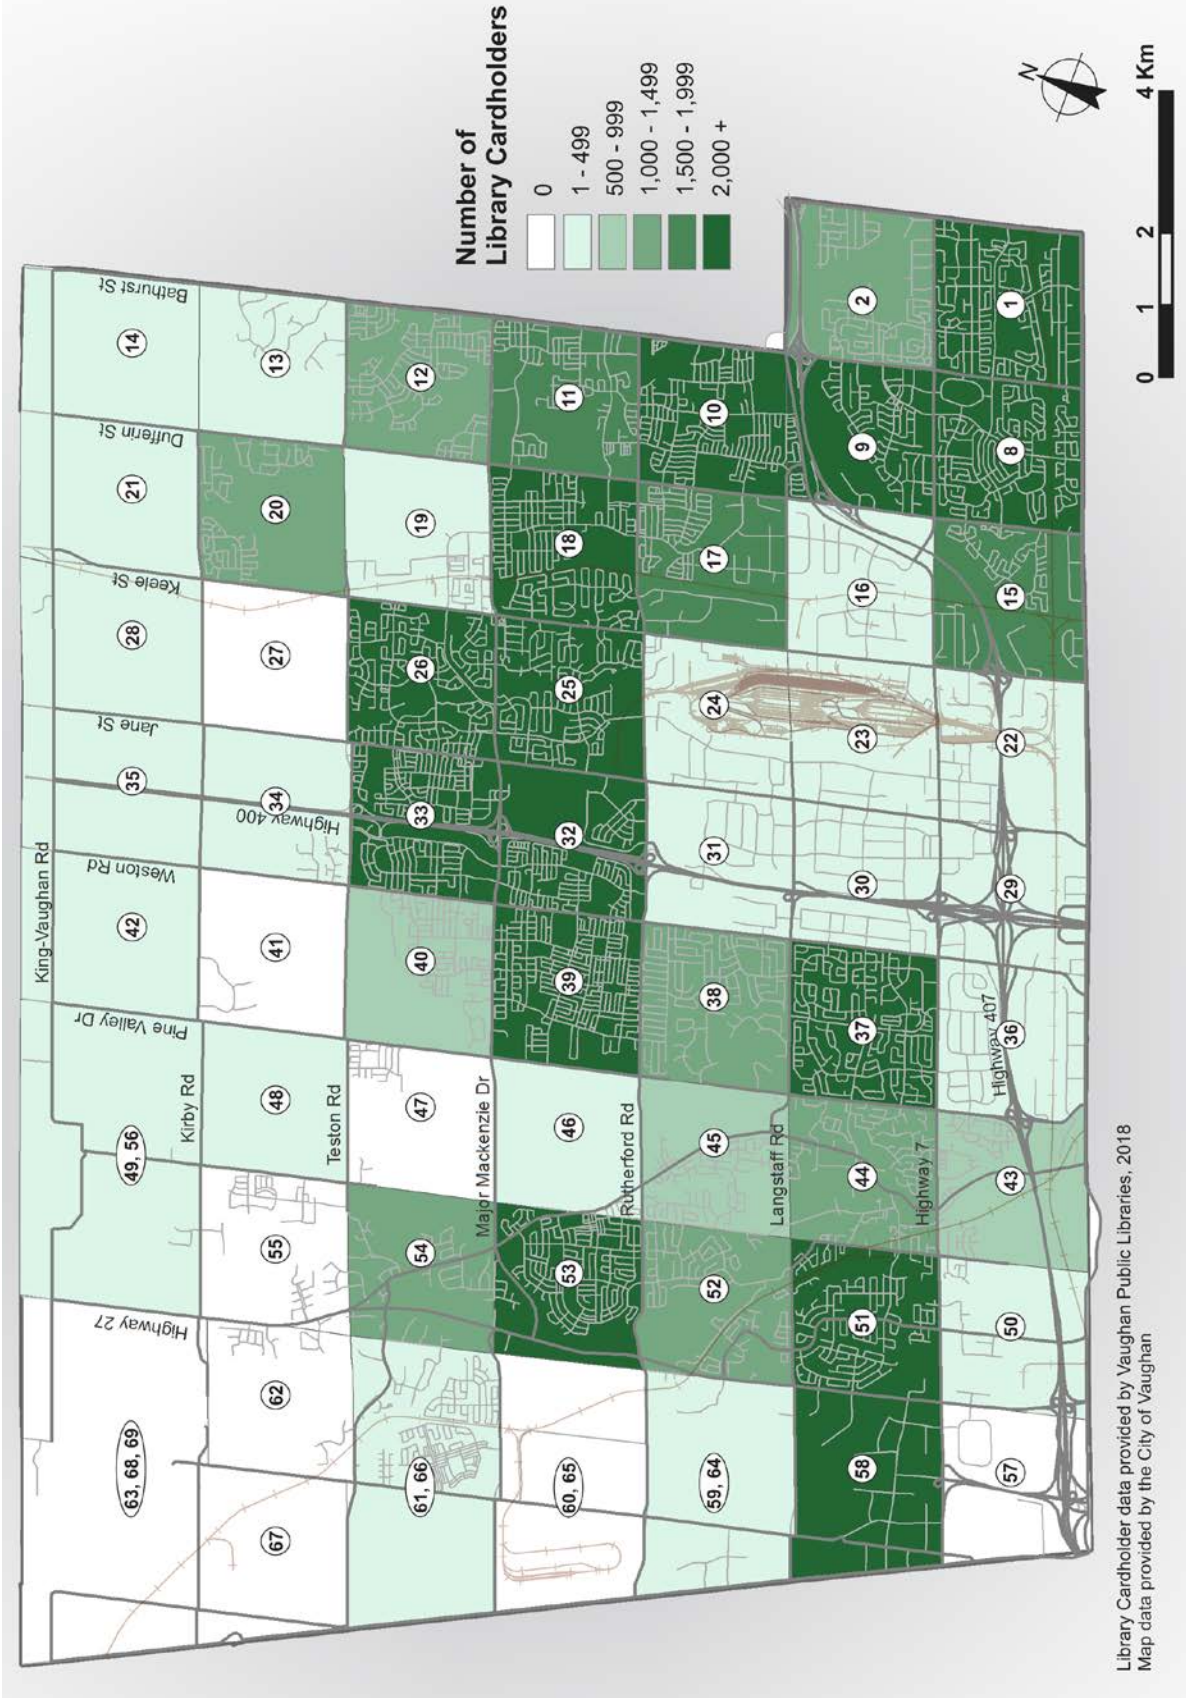 Number of
Library Cardholders
0
1 - 499
500 - 999
1,000 - 1,499
1,500 - 1,999
2,000 +
N
0
1
2
4 Km
King-Vaughan Rd
Kirby Rd
Teston Rd
Major Mackenzie Dr
Rutherford Rd
Langstaff Rd
Highway 7
Highway 407
Highway 27
Pine Valley Dr
Weston Rd
Highway 400
Jane St
Keele St
Dufferin St
Bathurst St
63, 68, 69
49, 56
42
35
28
21
14
67
62
55
48
41
34
27
20
13
61, 66
54
47
40
33
26
19
12
60, 65
53
46
39
32
25
18
11
59, 64
52
45
38
31
24
17
10
58
51
44
37
30
23
16
9
2
57
50
43
36
29
22
15
8
1
Library Cardholder data provided by Vaughan Public Libraries, 2018
Map data provided by the City of Vaughan